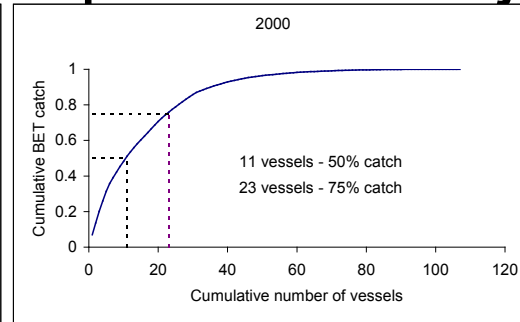 2000
Cumulative BET catch
1
0.8
0.6
0.4
0.2
0
11 vessels - 50% catch
23 vessels - 75% catch
0 20 40 60 80 100 120
Cumulative number of vessels